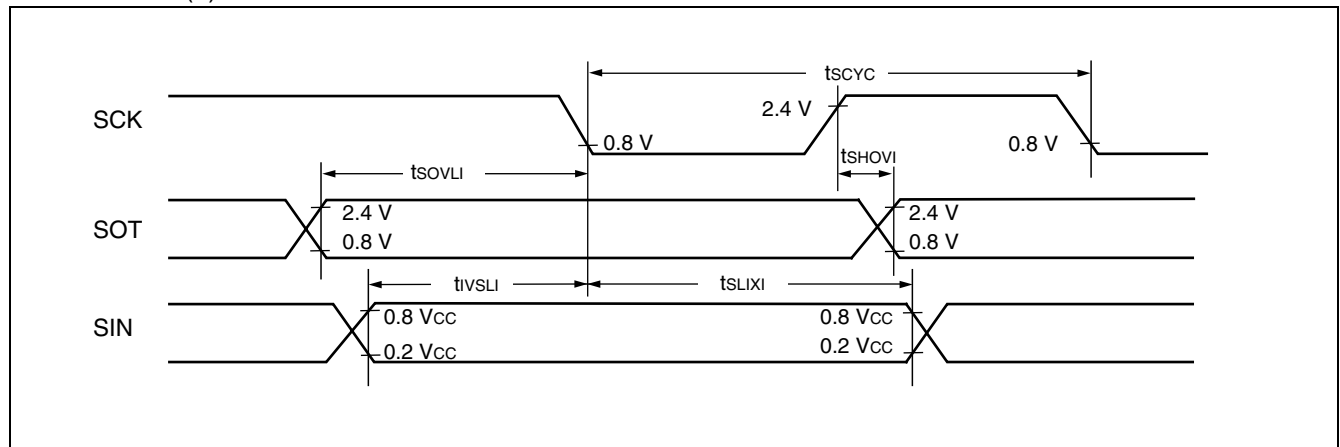 tSCYC
SCK
2.4 V
0.8 V
0.8 V
tSHOVI
tSOVLI
SOT
2.4 V
0.8 V
2.4 V
0.8 V
tIVSLI
tSLIXI
SIN
0.8 VCC
0.2 VCC
0.8 VCC
0.2 VCC